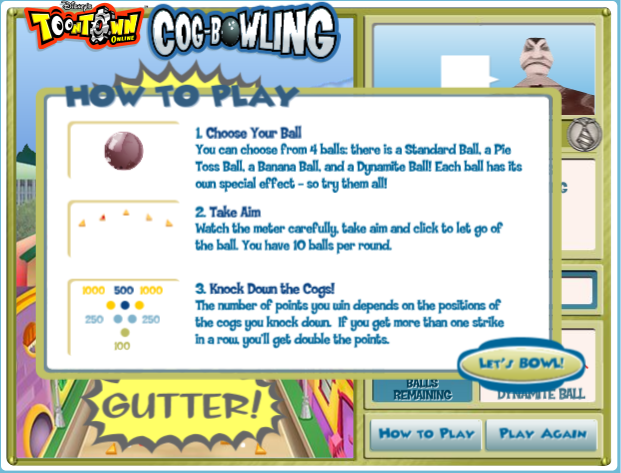 Disney's
TOONTOWN
ONLINE
COG-BOWLING
HOW TO PLAY
1. Choose Your Ball
You can choose from 4 balls: there is a Standard Ball, a Pie
Toss Ball, a Banana Ball, and a Dynamite Ball! Each ball has its
own special effect - so try them all!
2. Take Aim
Watch the meter carefully, take aim and click to let go of
the ball. You have 10 balls per round.
1000 500 1000
250 250
100
3. Knock Down the Cogs!
The number of points you win depends on the positions of
the cogs you knock down. If you get more than one strike
in a row, you'll get double the points.
LET'S BOWL!
GUTTER!
BALLS
REMAINING
DYNAMITE BALL
HOW TO PLAY
PLAY AGAIN